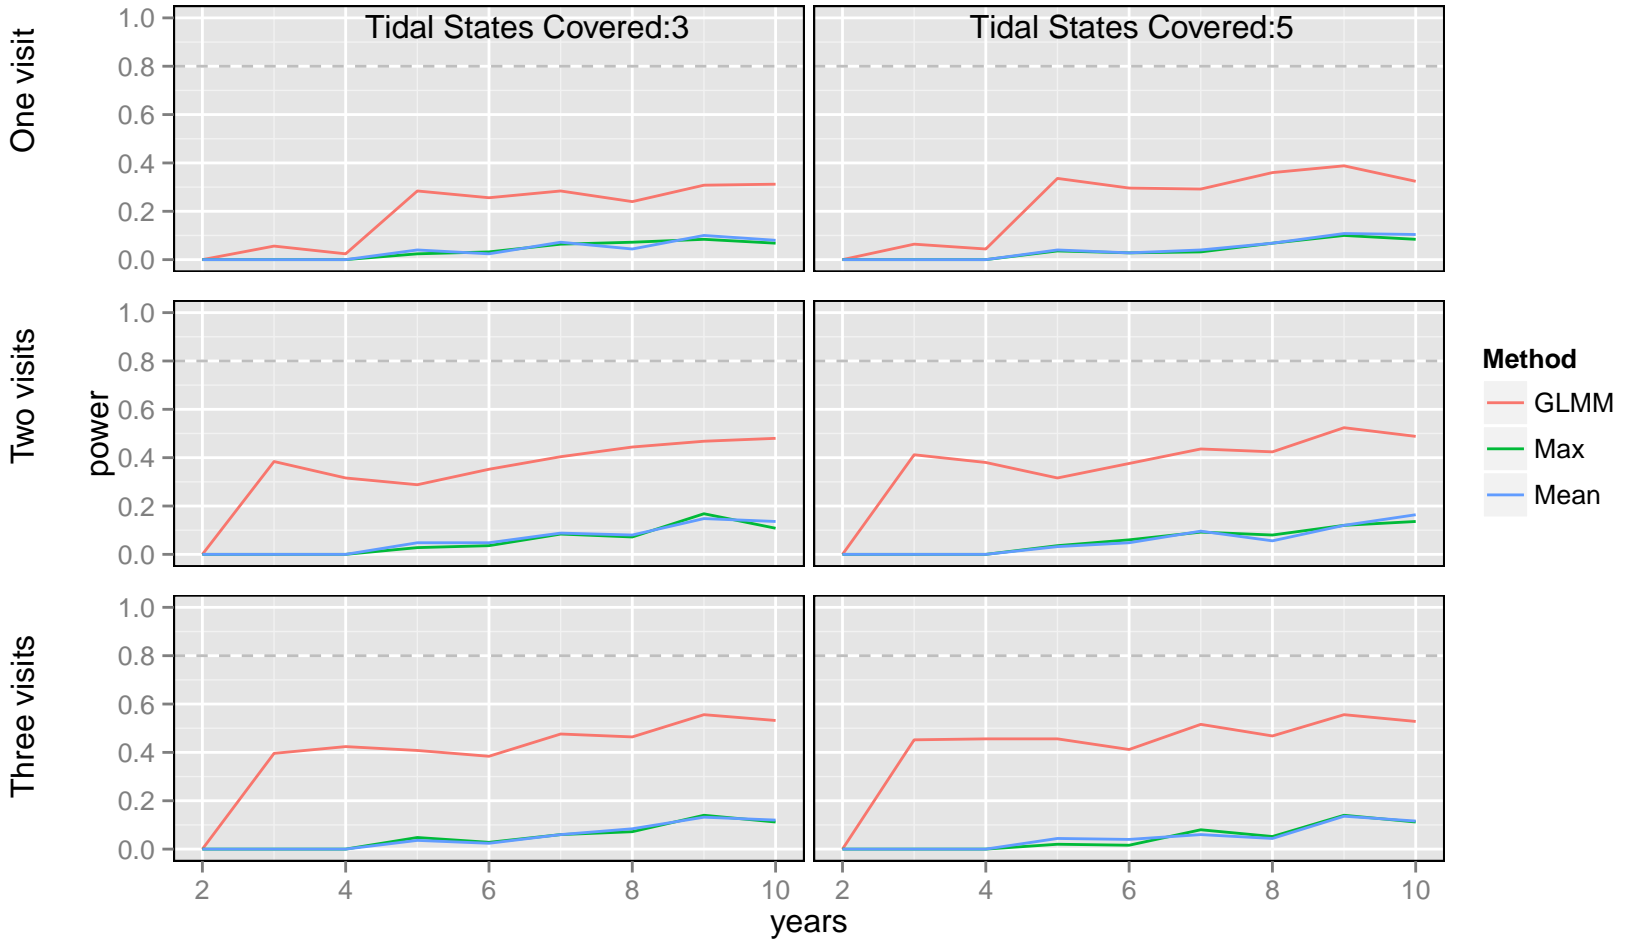 Tidal States Covered:3
Tidal States Covered:5
One visit
1.0
0.8
0.6
0.4
0.2
0.0
Two visits
1.0
0.8
0.6
0.4
0.2
0.0
power
Three visits
1.0
0.8
0.6
0.4
0.2
0.0
2 4 6 8 10
2 4 6 8 10
years
Method
GLMM
Max
Mean